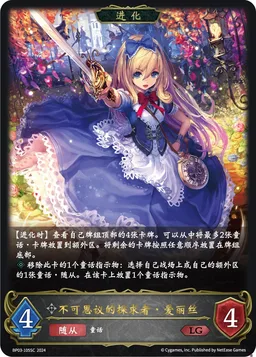 进化
【进化时】查看自己牌组顶部的4张卡牌。可以从中将最多2张童
话·卡牌放置到额外区。将剩余的卡牌按照任意顺序放置在牌组
底部。
移除此卡的1个童话指示物：选择自己战场上或自己的额外区
的1张童话·随从。在该卡上放置1个童话指示物。
不可思议的探求者·爱丽丝
4
随从
童话
LG
4
BP03-105SC 2024
© Cygames, Inc. Published by NetEase Games